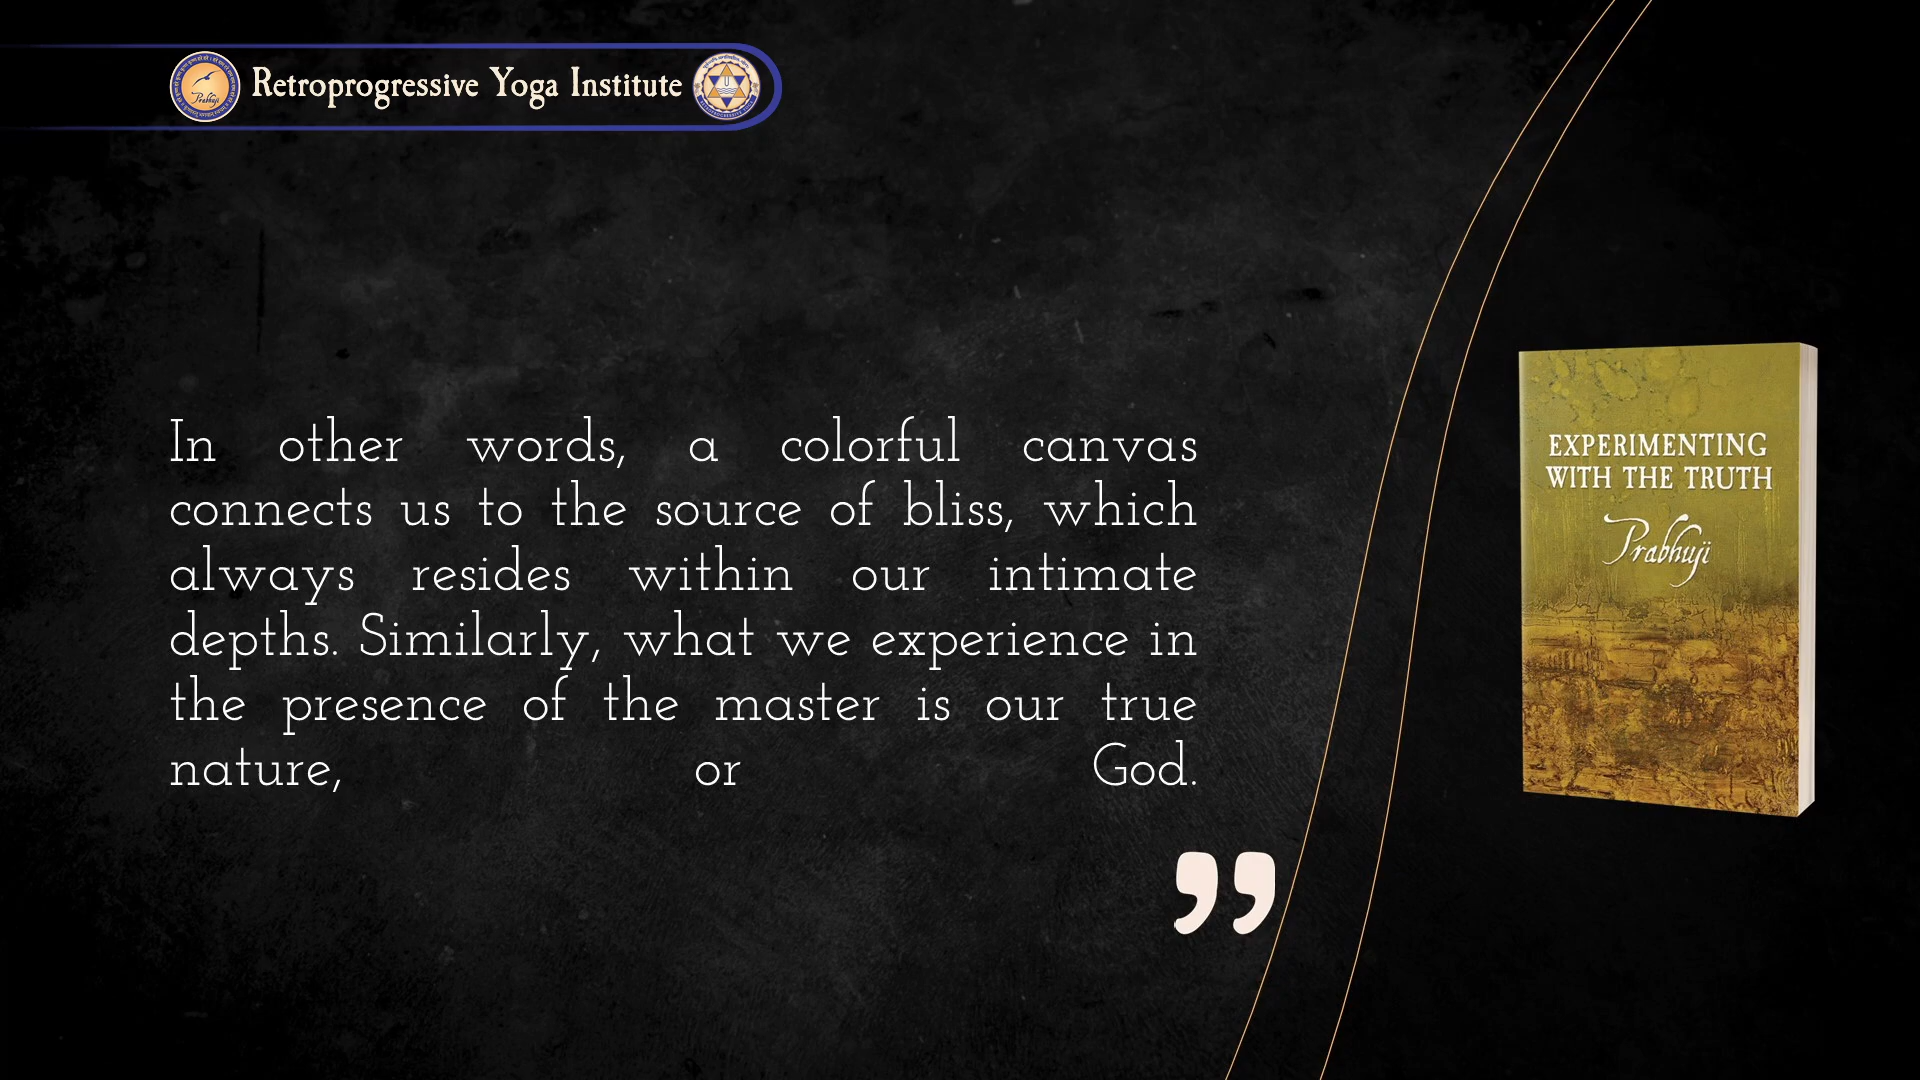 Prabhuji
Retroprogressive Yoga Institute
In other words, a colorful canvas
connects us to the source of bliss, which
always resides within our intimate
depths. Similarly, what we experience in
the presence of the master is our true
nature, or God.
”
EXPERIMENTING
WITH THE TRUTH
Prabhuji